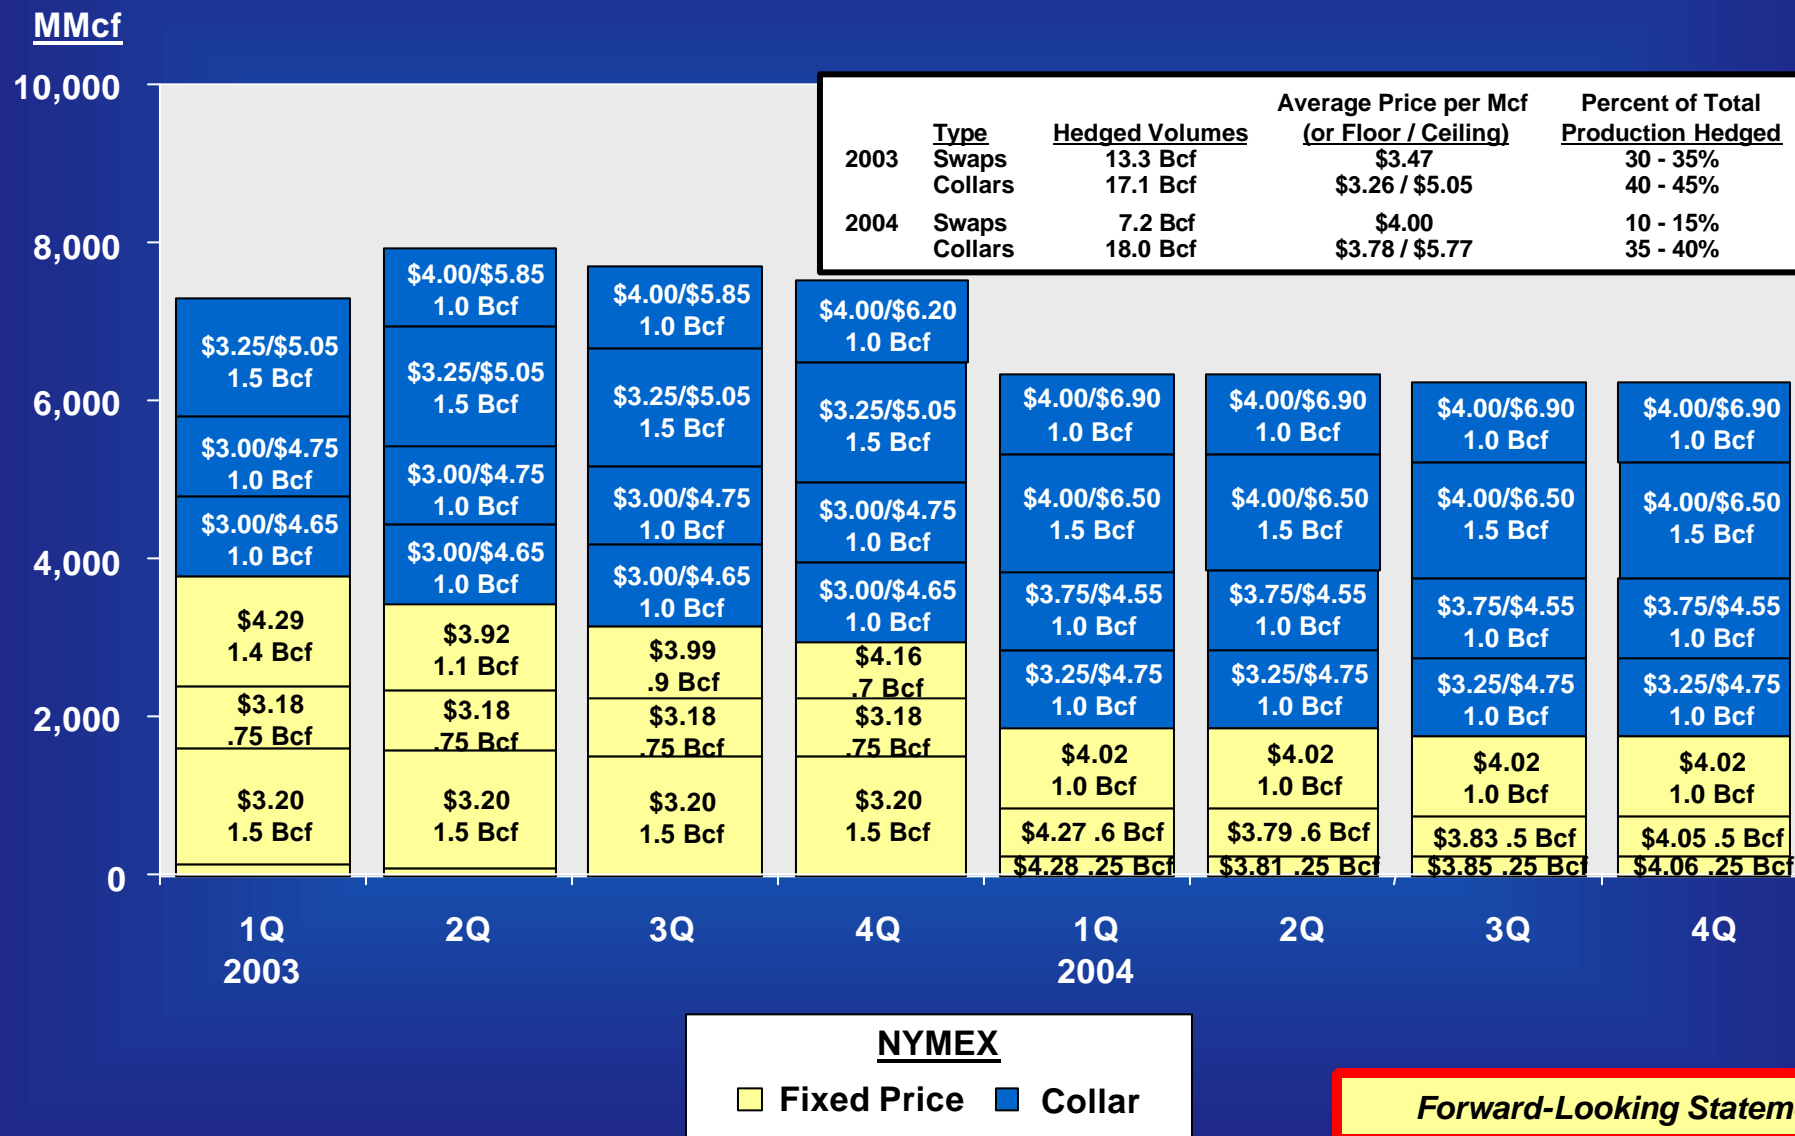 MMcf
10,000
8,000
6,000
4,000
2,000
0
Average Price per Mcf Percent of Total
Type Hedged Volumes (or Floor / Ceiling) Production Hedged
2003 Swaps 13.3 Bcf $3.47 30 - 35%
Collars 17.1 Bcf $3.26 / $5.05 40 - 45%
2004 Swaps 7.2 Bcf $4.00 10 - 15%
Collars 18.0 Bcf $3.78 / $5.77 35 - 40%
$3.25/$5.05
1.5 Bcf
$3.00/$4.75
1.0 Bcf
$3.00/$4.65
1.0 Bcf
$4.29
1.4 Bcf
$3.18
.75 Bcf
$3.20
1.5 Bcf
$4.00/$5.85
1.0 Bcf
$3.25/$5.05
1.5 Bcf
$3.00/$4.75
1.0 Bcf
$3.00/$4.65
1.0 Bcf
$3.92
1.1 Bcf
$3.18
.75 Bcf
$3.20
1.5 Bcf
$4.00/$5.85
1.0 Bcf
$3.25/$5.05
1.5 Bcf
$3.00/$4.75
1.0 Bcf
$3.00/$4.65
1.0 Bcf
$3.99
.9 Bcf
$3.18
.75 Bcf
$3.20
1.5 Bcf
$4.00/$6.20
1.0 Bcf
$3.25/$5.05
1.5 Bcf
$3.00/$4.75
1.0 Bcf
$3.00/$4.65
1.0 Bcf
$4.16
.7 Bcf
$3.18
.75 Bcf
$3.20
1.5 Bcf
$4.00/$6.90
1.0 Bcf
$4.00/$6.50
1.5 Bcf
$3.75/$4.55
1.0 Bcf
$3.25/$4.75
1.0 Bcf
$4.02
1.0 Bcf
$4.27 .6 Bcf
$4.28 .25 Bcf
$4.00/$6.90
1.0 Bcf
$4.00/$6.50
1.5 Bcf
$3.75/$4.55
1.0 Bcf
$3.25/$4.75
1.0 Bcf
$4.02
1.0 Bcf
$3.79 .6 Bcf
$3.81 .25 Bcf
$4.00/$6.90
1.0 Bcf
$4.00/$6.50
1.5 Bcf
$3.75/$4.55
1.0 Bcf
$3.25/$4.75
1.0 Bcf
$4.02
1.0 Bcf
$3.83 .5 Bcf
$3.85 .25 Bcf
$4.00/$6.90
1.0 Bcf
$4.00/$6.50
1.5 Bcf
$3.75/$4.55
1.0 Bcf
$3.25/$4.75
1.0 Bcf
$4.02
1.0 Bcf
$4.05 .5 Bcf
$4.06 .25 Bcf
1Q 2Q 3Q 4Q 1Q 2Q 3Q 4Q
2003 2004
NYMEX
Fixed Price Collar
Forward-Looking